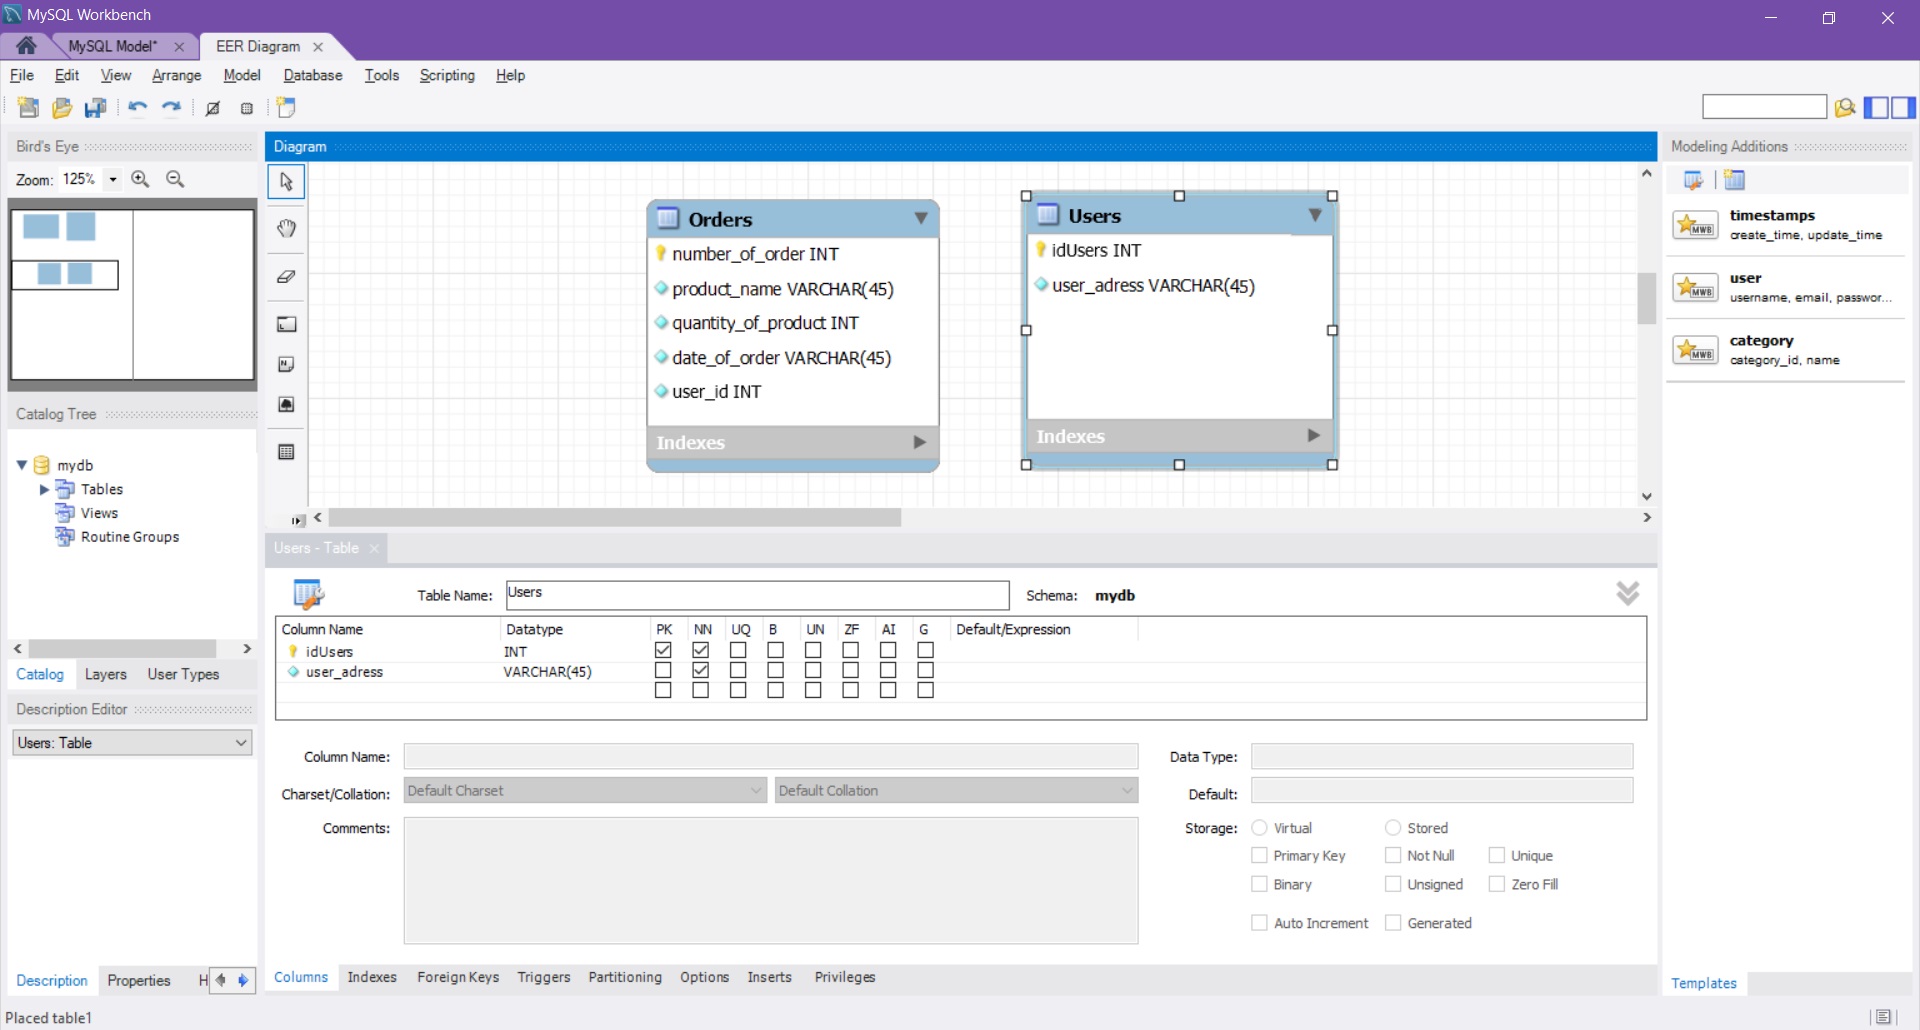 MySQL Workbench
MySQL Model*
EER Diagram
File Edit View Arrange Model Database Tools Scripting Help
Bird's Eye
Zoom: 125%
Catalog Tree
mydb
Tables
Views
Routine Groups
Catalog Layers User Types
Description Editor
Users: Table
Description Properties H
Placed table1
Diagram
Orders
number_of_order INT
product_name VARCHAR(45)
quantity_of_product INT
date_of_order VARCHAR(45)
user_id INT
Indexes
Users
idUsers INT
user_adress VARCHAR(45)
Indexes
Users - Table
Table Name: Users Schema: mydb
Column Name Datatype PK NN UQ B UN ZF AI G Default/Expression
idUsers INT
user_adress VARCHAR(45)
Column Name: Data Type:
Charset/Collation: Default Charset Default Collation Default:
Comments: Storage: Virtual Stored
Primary Key Not Null Unique
Binary Unsigned Zero Fill
Auto Increment Generated
Columns Indexes Foreign Keys Triggers Partitioning Options Inserts Privileges
Modeling Additions
MWB
timestamps
create_time, update_time
MWB
user
username, email, passwor...
MWB
category
category_id, name
Templates